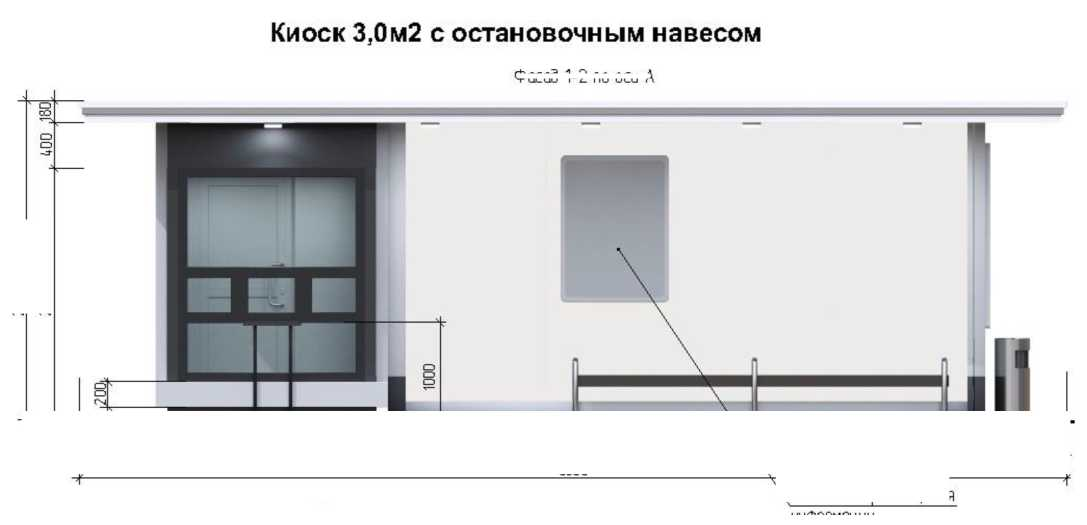 Киоск 3,0м2 с остановочным навесом
Фасад 1-2 по оси А
180
400
200
1000